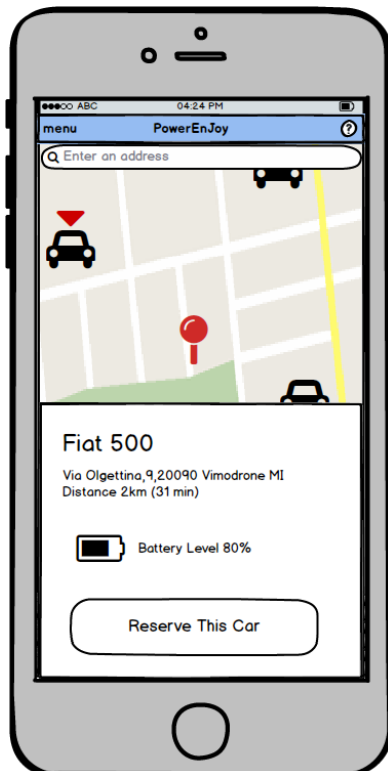 ABC 04:24 PM
menu PowerEnJoy ?
Enter an address
Fiat 500
Via Olgettina,9,20090 Vimodrone MI
Distance 2km (31 min)
Battery Level 80%
Reserve This Car